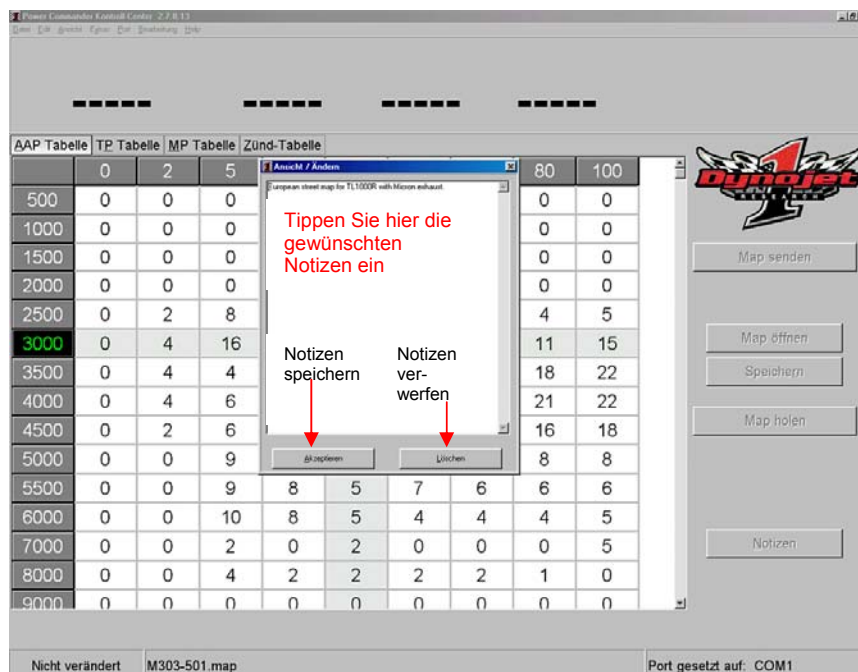 Power Commander Kontroll Center 2.7.0.13
----- ----- ----- -----
AAP Tabelle TP Tabelle MP Tabelle Zünd-Tabelle
0 2 5 80 100
500 0 0 0 0 0
1000 0 0 0 0 0
1500 0 0 0 0 0
2000 0 0 0 0 0
2500 0 2 8 4 5
3000 0 4 16 11 15
3500 0 4 4 18 22
4000 0 4 6 21 22
4500 0 2 6 16 18
5000 0 0 9 8 8
5500 0 0 9 8 5 7 6 6 6
6000 0 0 10 8 5 4 4 4 5
7000 0 0 2 0 2 0 0 0 5
8000 0 0 4 2 2 2 2 1 0
9000 0 0 0 0 0 0 0 0 0
Ansicht / Ändern
European street map for TL1000R with Micron exhaust.
Tippen Sie hier die
gewünschten
Notizen ein
Notizen
speichern
Notizen
ver-
werfen
Akzeptieren
Löschen
Dynojet
RESEARCH
Map senden
Map öffnen
Speichern
Map holen
Notizen
Nicht verändert
M303-501.map
Port gesetzt auf: COM1